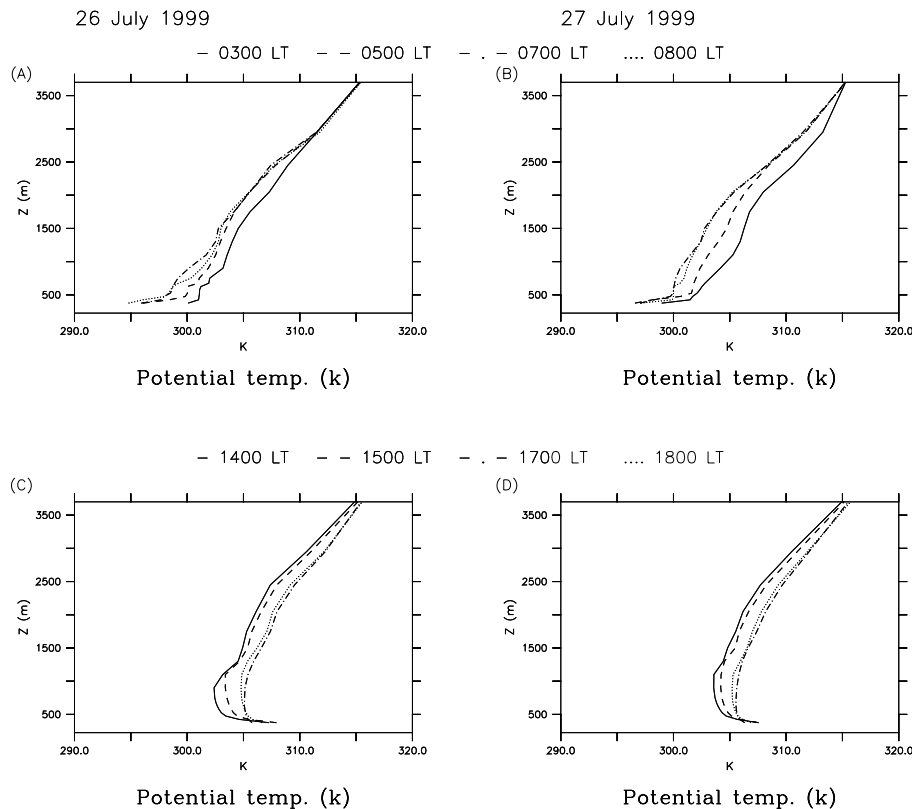 26 July 1999 27 July 1999
— 0300 LT — — 0500 LT — . — 0700 LT .... 0800 LT
(A) (B)
3500 3500
2500 2500
Z (m) Z (m)
1500 1500
500 500
290.0 300.0 310.0 320.0 290.0 300.0 310.0 320.0
K K
Potential temp. (k) Potential temp. (k)
— 1400 LT — — 1500 LT — . — 1700 LT .... 1800 LT
(C) (D)
3500 3500
2500 2500
Z (m) Z (m)
1500 1500
500 500
290.0 300.0 310.0 320.0 290.0 300.0 310.0 320.0
K K
Potential temp. (k) Potential temp. (k)